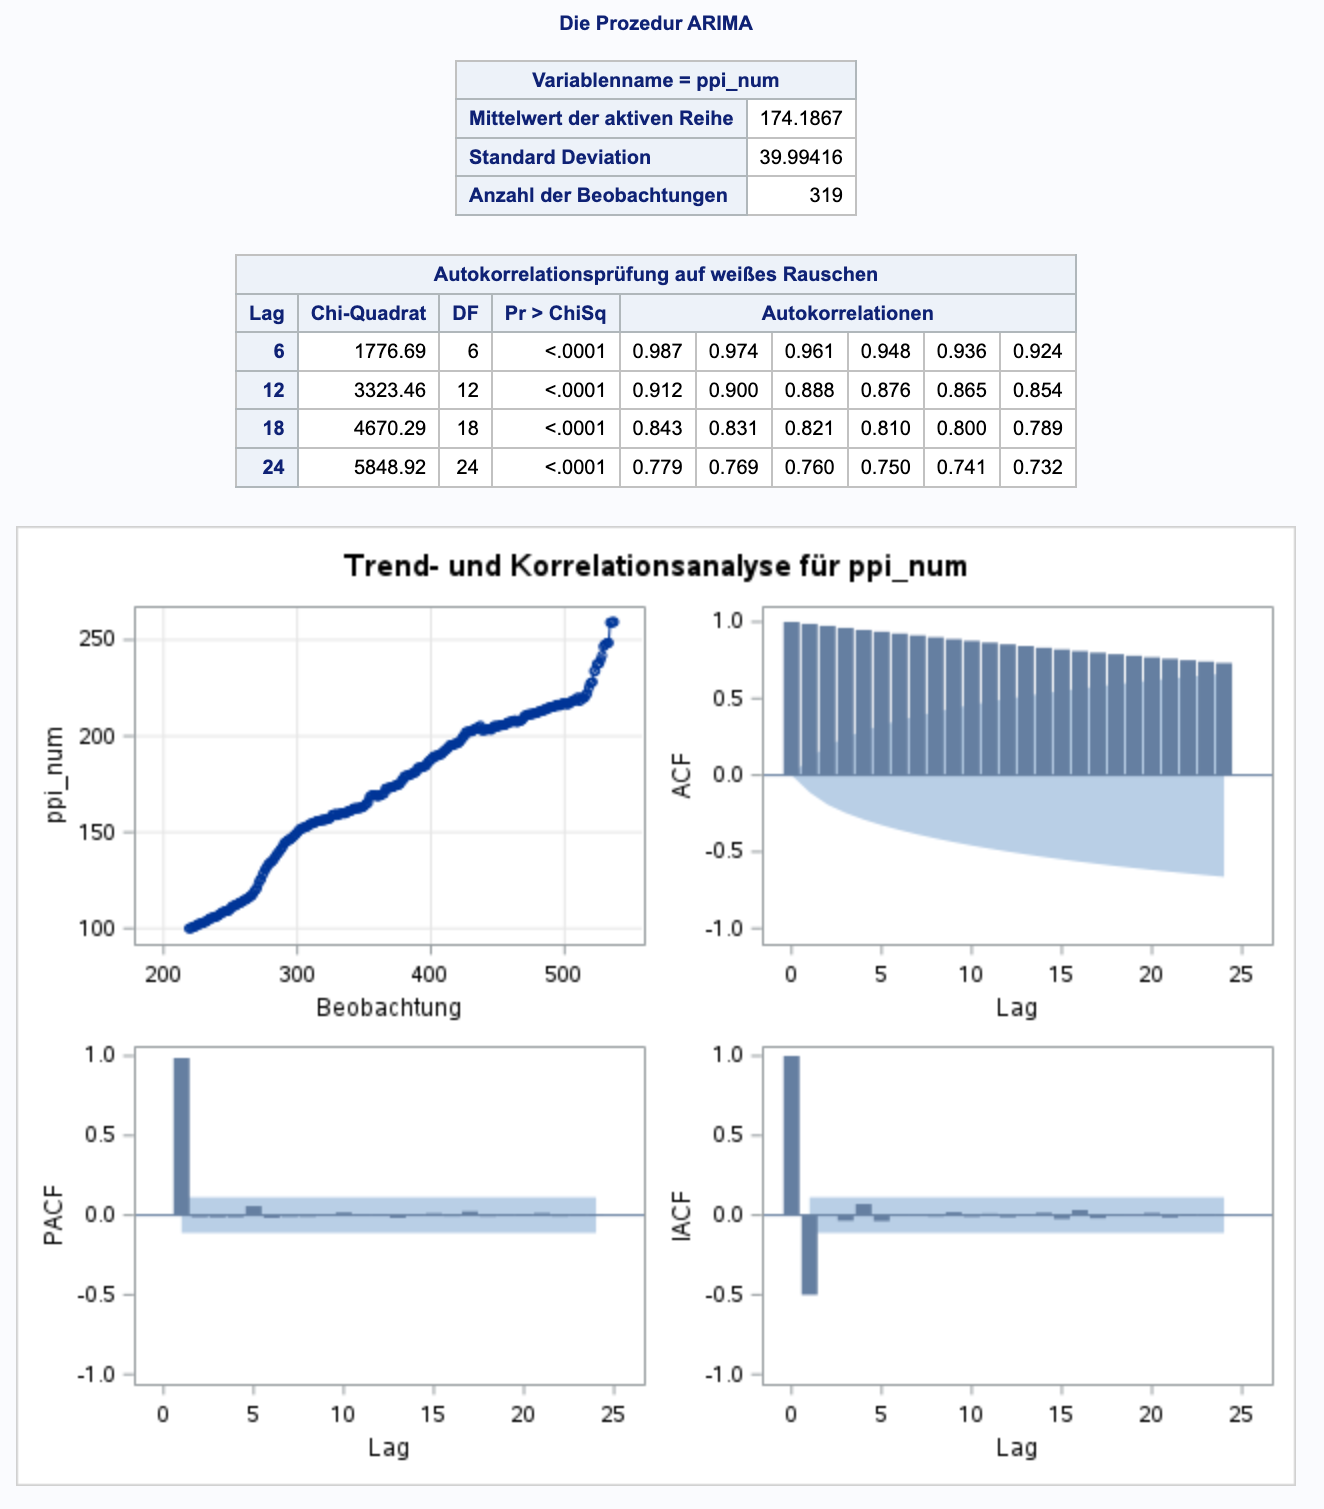 Die Prozedur ARIMA
Variablenname = ppi_num
Mittelwert der aktiven Reihe 174.1867
Standard Deviation 39.99416
Anzahl der Beobachtungen 319
Autokorrelationsprüfung auf weißes Rauschen
Lag Chi-Quadrat DF Pr > ChiSq Autokorrelationen
6 1776.69 6 <.0001 0.987 0.974 0.961 0.948 0.936 0.924
12 3323.46 12 <.0001 0.912 0.900 0.888 0.876 0.865 0.854
18 4670.29 18 <.0001 0.843 0.831 0.821 0.810 0.800 0.789
24 5848.92 24 <.0001 0.779 0.769 0.760 0.750 0.741 0.732
Trend- und Korrelationsanalyse für ppi_num
ppi_num
250
200
150
100
200 300 400 500
Beobachtung
ACF
1.0
0.5
0.0
-0.5
-1.0
0 5 10 15 20 25
Lag
PACF
1.0
0.5
0.0
-0.5
-1.0
0 5 10 15 20 25
Lag
IACF
1.0
0.5
0.0
-0.5
-1.0
0 5 10 15 20 25
Lag